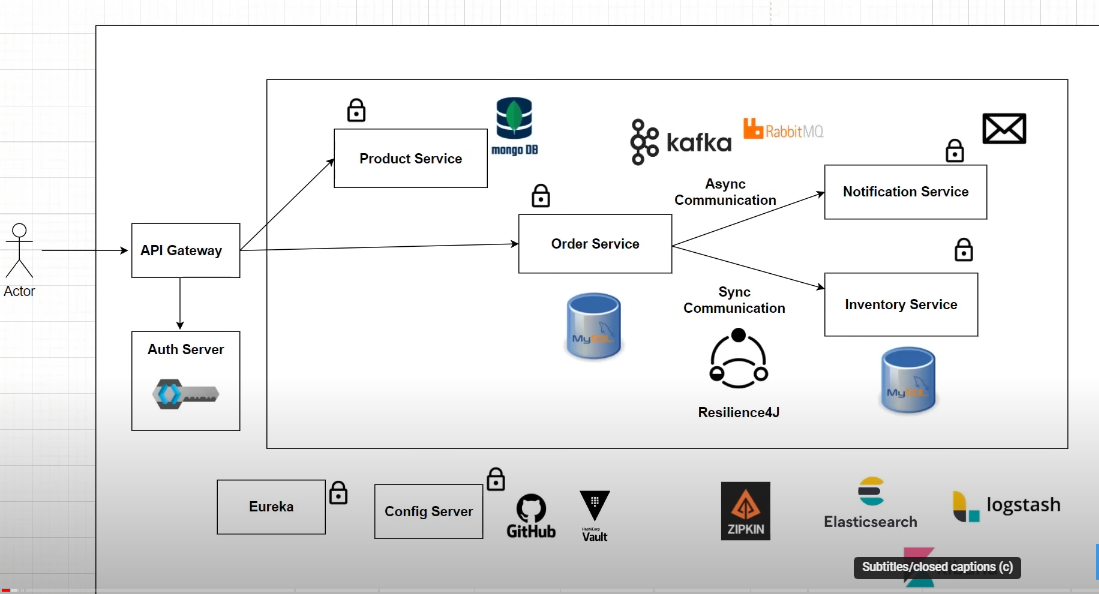 Product Service
mongo DB
kafka
RabbitMQ
Async
Communication
Notification Service
API Gateway
Order Service
Actor
Sync
Communication
Inventory Service
MySQL
Auth Server
MySQL
Resilience4J
Eureka
Config Server
GitHub
HashiCorp
Vault
ZIPKIN
Elasticsearch
logstash
Subtitles/closed captions (c)